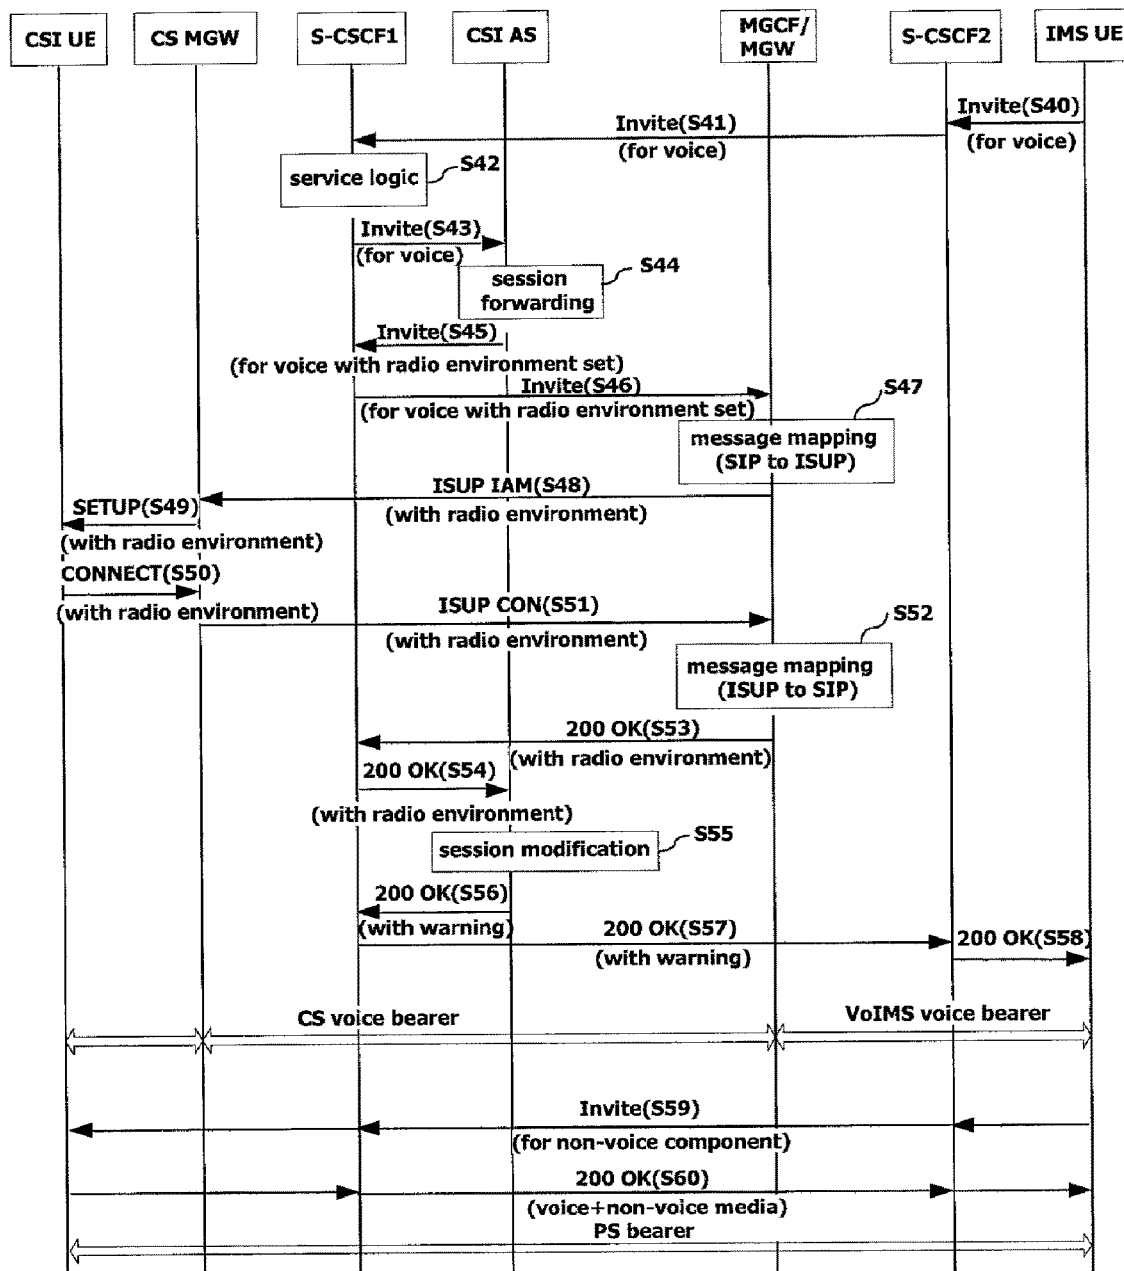 CSI UE
CS MGW
S-CSCF1
CSI AS
MGCF/
MGW
S-CSCF2
IMS UE
Invite(S40)
(for voice)
Invite(S41)
(for voice)
service logic
S42
Invite(S43)
(for voice)
session
forwarding
S44
Invite(S45)
(for voice with radio environment set)
Invite(S46)
(for voice with radio environment set)
S47
message mapping
(SIP to ISUP)
ISUP IAM(S48)
(with radio environment)
SETUP(S49)
(with radio environment)
CONNECT(S50)
(with radio environment)
ISUP CON(S51)
(with radio environment)
S52
message mapping
(ISUP to SIP)
200 OK(S53)
(with radio environment)
200 OK(S54)
(with radio environment)
session modification
S55
200 OK(S56)
(with warning)
200 OK(S57)
(with warning)
200 OK(S58)
CS voice bearer
VoIMS voice bearer
Invite(S59)
(for non-voice component)
200 OK(S60)
(voice+non-voice media)
PS bearer